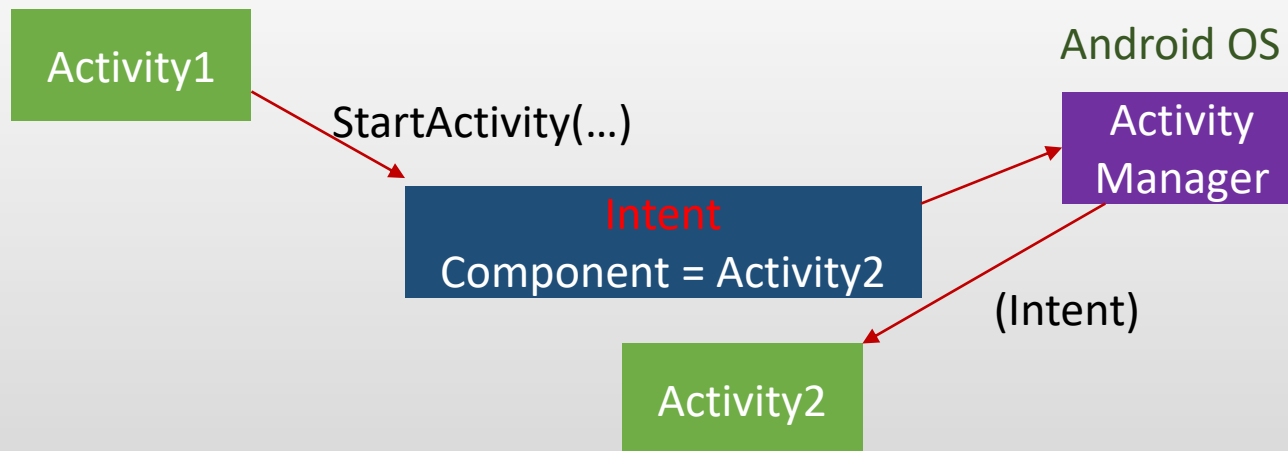 Activity1
Android OS
StartActivity(…)
Activity
Manager
Intent
Component = Activity2
(Intent)
Activity2